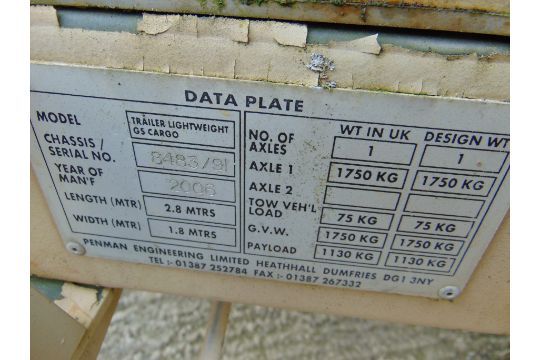 DATA PLATE
MODEL TRAILER LIGHTWEIGHT GS CARGO
CHASSIS / SERIAL NO. 8483/91
YEAR OF MAN'F 2006
LENGTH (MTR) 2.8 MTRS
WIDTH (MTR) 1.8 MTRS
WT IN UK DESIGN WT
NO. OF AXLES 1 1
AXLE 1 1750 KG 1750 KG
AXLE 2
TOW VEH'L LOAD 75 KG 75 KG
G.V.W. 1750 KG 1750 KG
PAYLOAD 1130 KG 1130 KG
PENMAN ENGINEERING LIMITED HEATHHALL DUMFRIES DG1 3NY
TEL :- 01387 252784 FAX :- 01387 267332